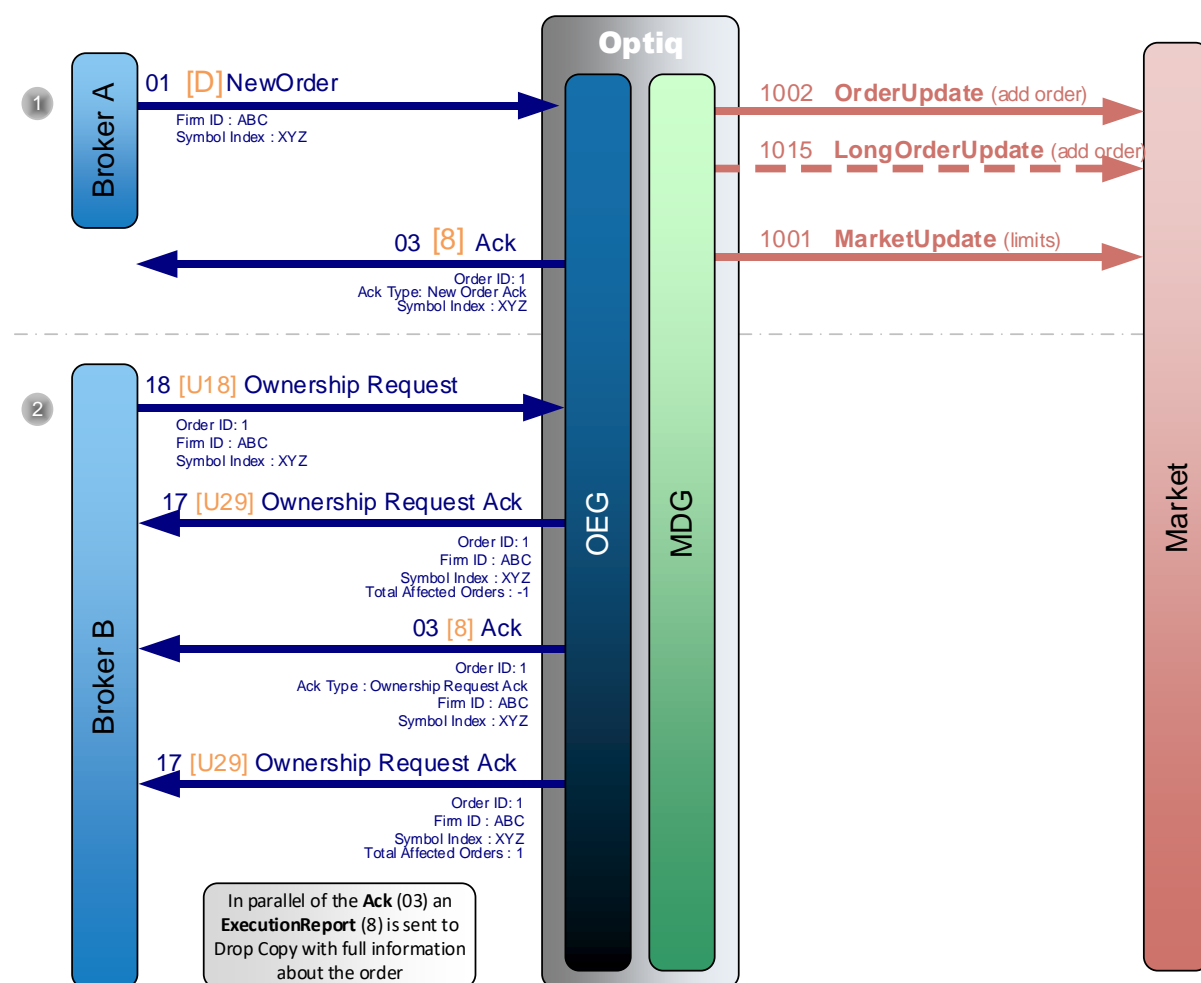 Optiq
1
Broker A
01 [D]NewOrder
Firm ID : ABC
Symbol Index : XYZ
1002 OrderUpdate (add order)
1015 LongOrderUpdate (add order)
03 [8] Ack
Order ID: 1
Ack Type: New Order Ack
Symbol Index : XYZ
1001 MarketUpdate (limits)
2
Broker B
18 [U18] Ownership Request
Order ID: 1
Firm ID : ABC
Symbol Index : XYZ
17 [U29] Ownership Request Ack
Order ID: 1
Firm ID : ABC
Symbol Index : XYZ
Total Affected Orders : -1
03 [8] Ack
Order ID: 1
Ack Type : Ownership Request Ack
Firm ID : ABC
Symbol Index : XYZ
17 [U29] Ownership Request Ack
Order ID: 1
Firm ID : ABC
Symbol Index : XYZ
Total Affected Orders : 1
In parallel of the Ack (03) an
ExecutionReport (8) is sent to
Drop Copy with full information
about the order
OEG
MDG
Market